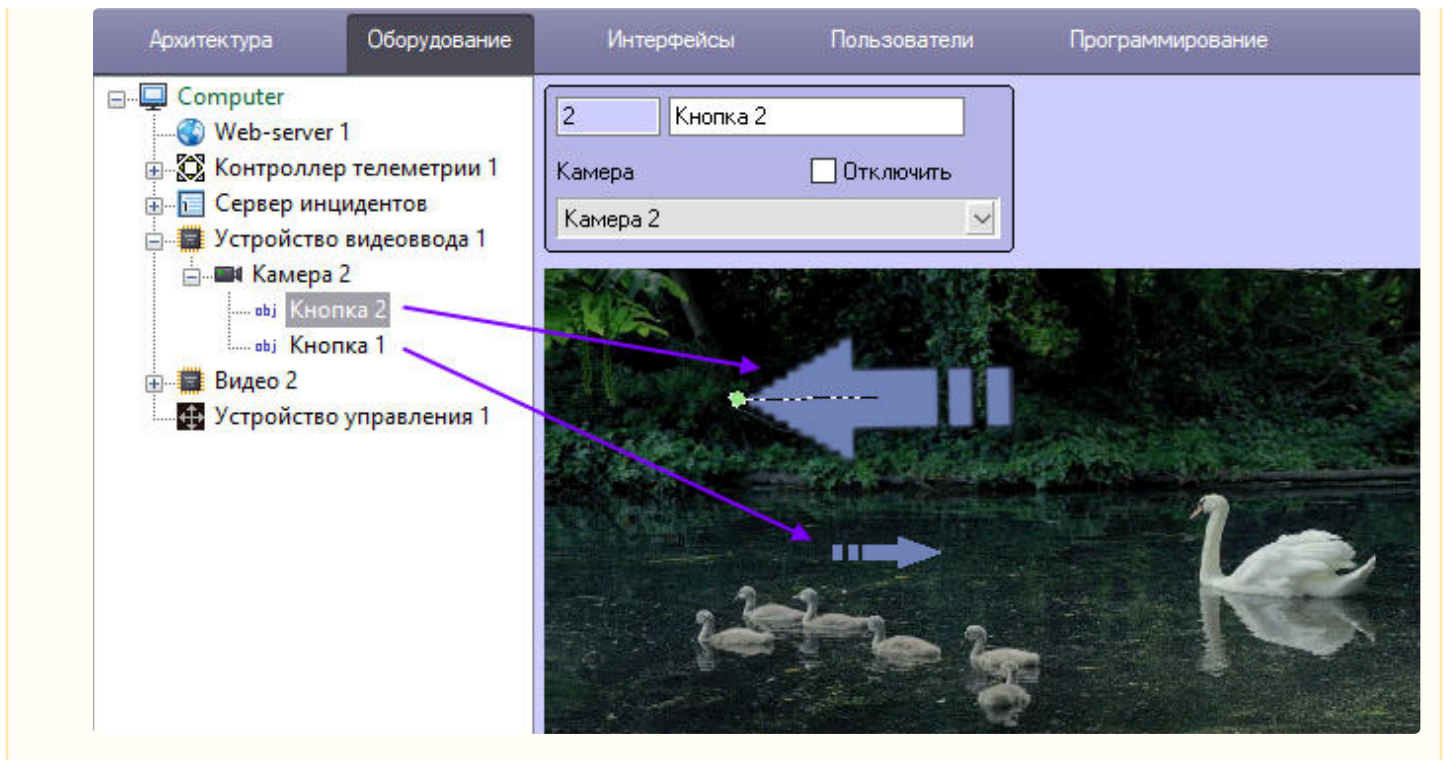 Архитектура Оборудование Интерфейсы Пользователи Программирование
Computer
Web-server 1
Контроллер телеметрии 1
Сервер инцидентов
Устройство видеоввода 1
Камера 2
obj Кнопка 2
obj Кнопка 1
Видео 2
Устройство управления 1
2 Кнопка 2
Камера Отключить
Камера 2